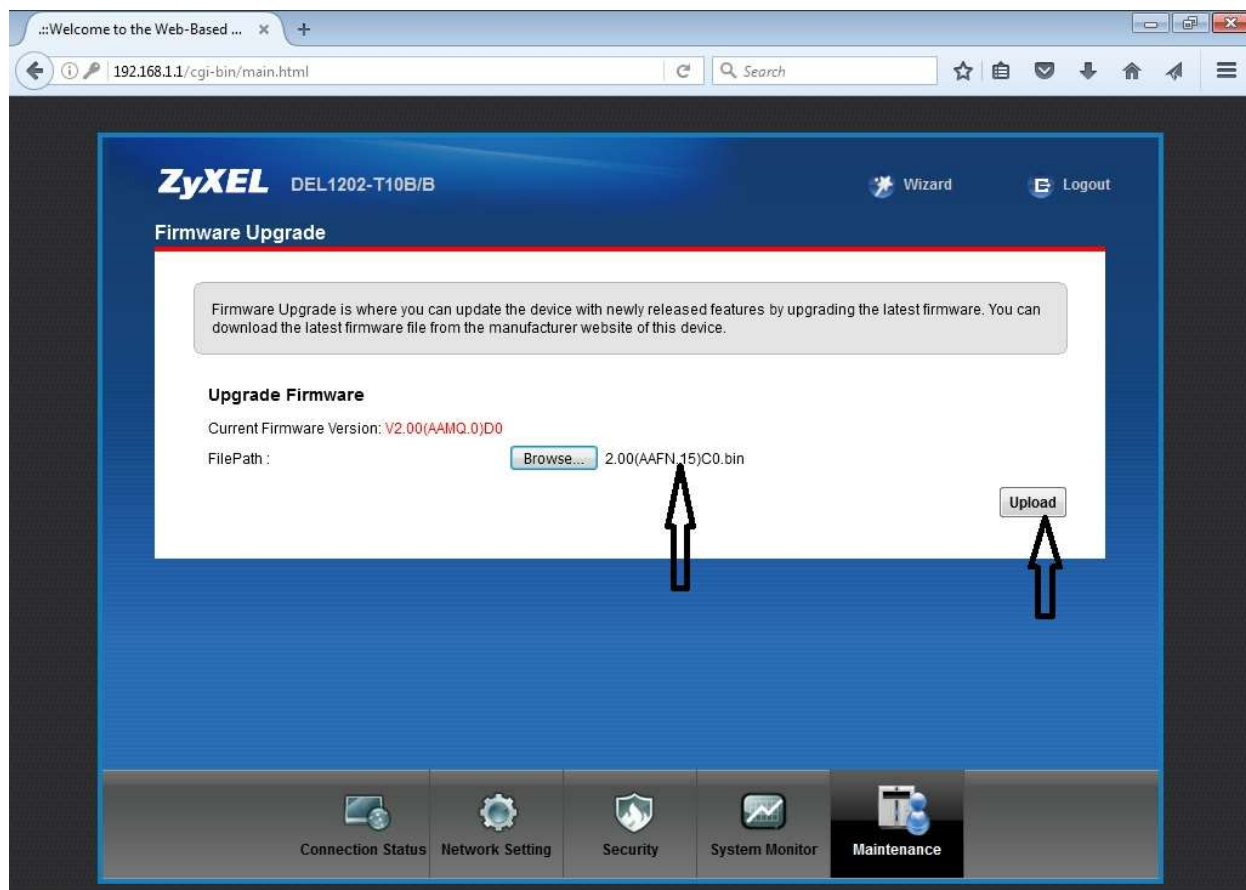 .::Welcome to the Web-Based ... × +
192.168.1.1/cgi-bin/main.html Search
ZyXEL DEL1202-T10B/B Wizard Logout
Firmware Upgrade
Firmware Upgrade is where you can update the device with newly released features by upgrading the latest firmware. You can
download the latest firmware file from the manufacturer website of this device.
Upgrade Firmware
Current Firmware Version: V2.00(AAMQ.0)D0
FilePath : Browse... 2.00(AAFN.15)C0.bin
Upload
Connection Status Network Setting Security System Monitor Maintenance